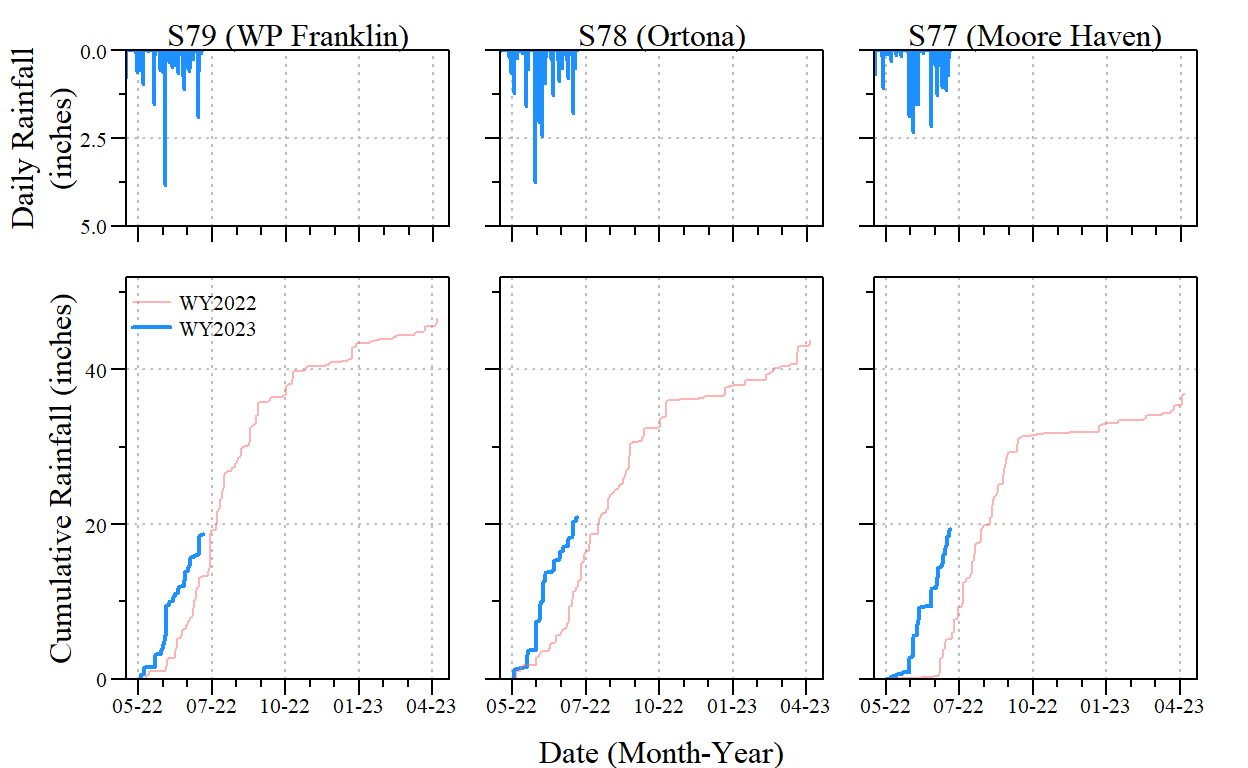 S79 (WP Franklin)
S78 (Ortona)
S77 (Moore Haven)
Daily Rainfall
(inches)
0.0
2.5
5.0
Cumulative Rainfall (inches)
WY2022
WY2023
40
20
0
05-22 07-22 10-22 01-23 04-23
05-22 07-22 10-22 01-23 04-23
05-22 07-22 10-22 01-23 04-23
Date (Month-Year)